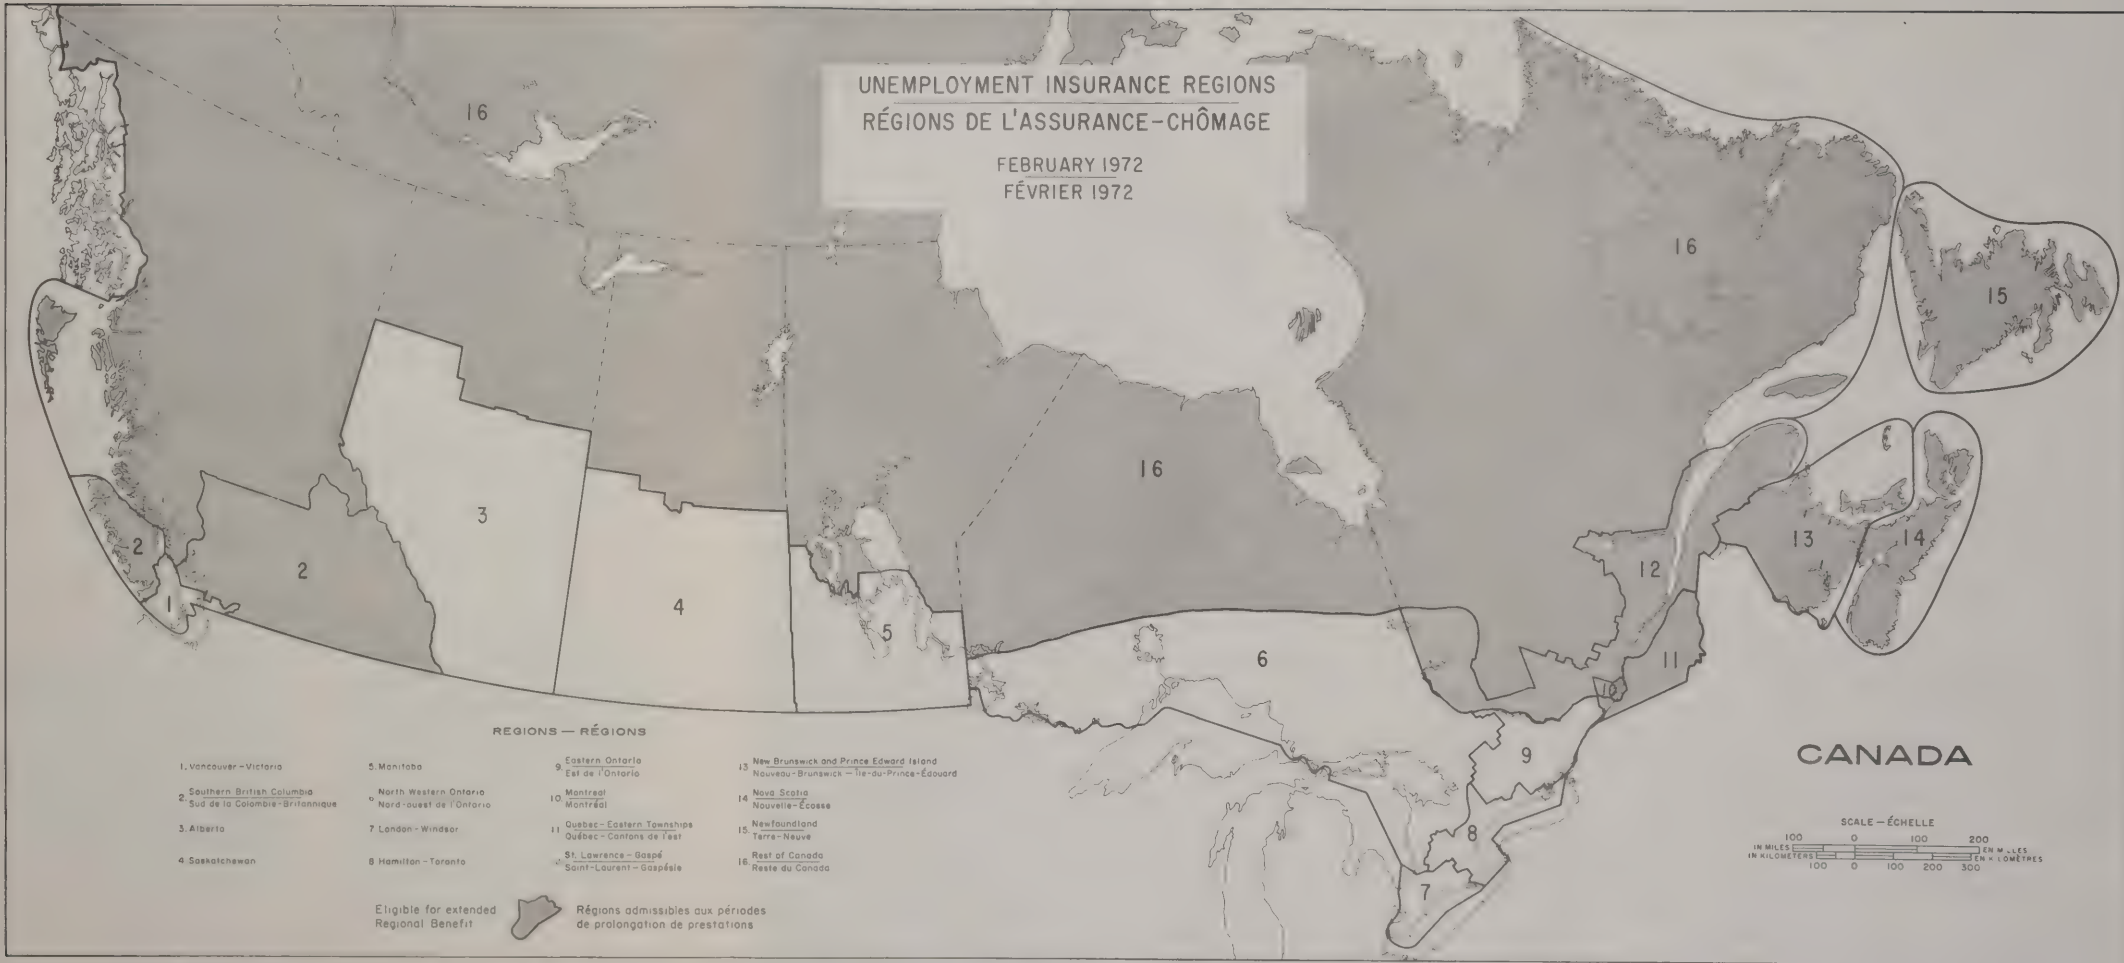 UNEMPLOYMENT INSURANCE REGIONS
RÉGIONS DE L'ASSURANCE-CHÔMAGE
FEBRUARY 1972
FÉVRIER 1972
16
16
15
3
16
13
14
2
2
12
1
4
5
6
11
10
9
8
7
REGIONS — RÉGIONS
1. Vancouver - Victoria
2. Southern British Columbia
Sud de la Colombie-Britannique
3. Alberta
4 Saskatchewan
5. Manitoba
6 North Western Ontario
Nord-ouest de l'Ontario
7 London - Windsor
8 Hamilton - Toronto
9. Eastern Ontario
Est de l'Ontario
10. Montreal
Montréal
11 Quebec - Eastern Townships
Québec - Cantons de l'est
St. Lawrence - Gaspé
Saint-Laurent - Gaspésie
13 New Brunswick and Prince Edward Island
Nouveau-Brunswick — Île-du-Prince-Édouard
14 Nova Scotia
Nouvelle-Écosse
15. Newfoundland
Terre-Neuve
16. Rest of Canada
Reste du Canada
Eligible for extended
Regional Benefit
Régions admissibles aux périodes
de prolongation de prestations
CANADA
SCALE — ÉCHELLE
100 0 100 200
IN MILES EN MILLES
IN KILOMETERS EN KILOMÈTRES
100 0 100 200 300